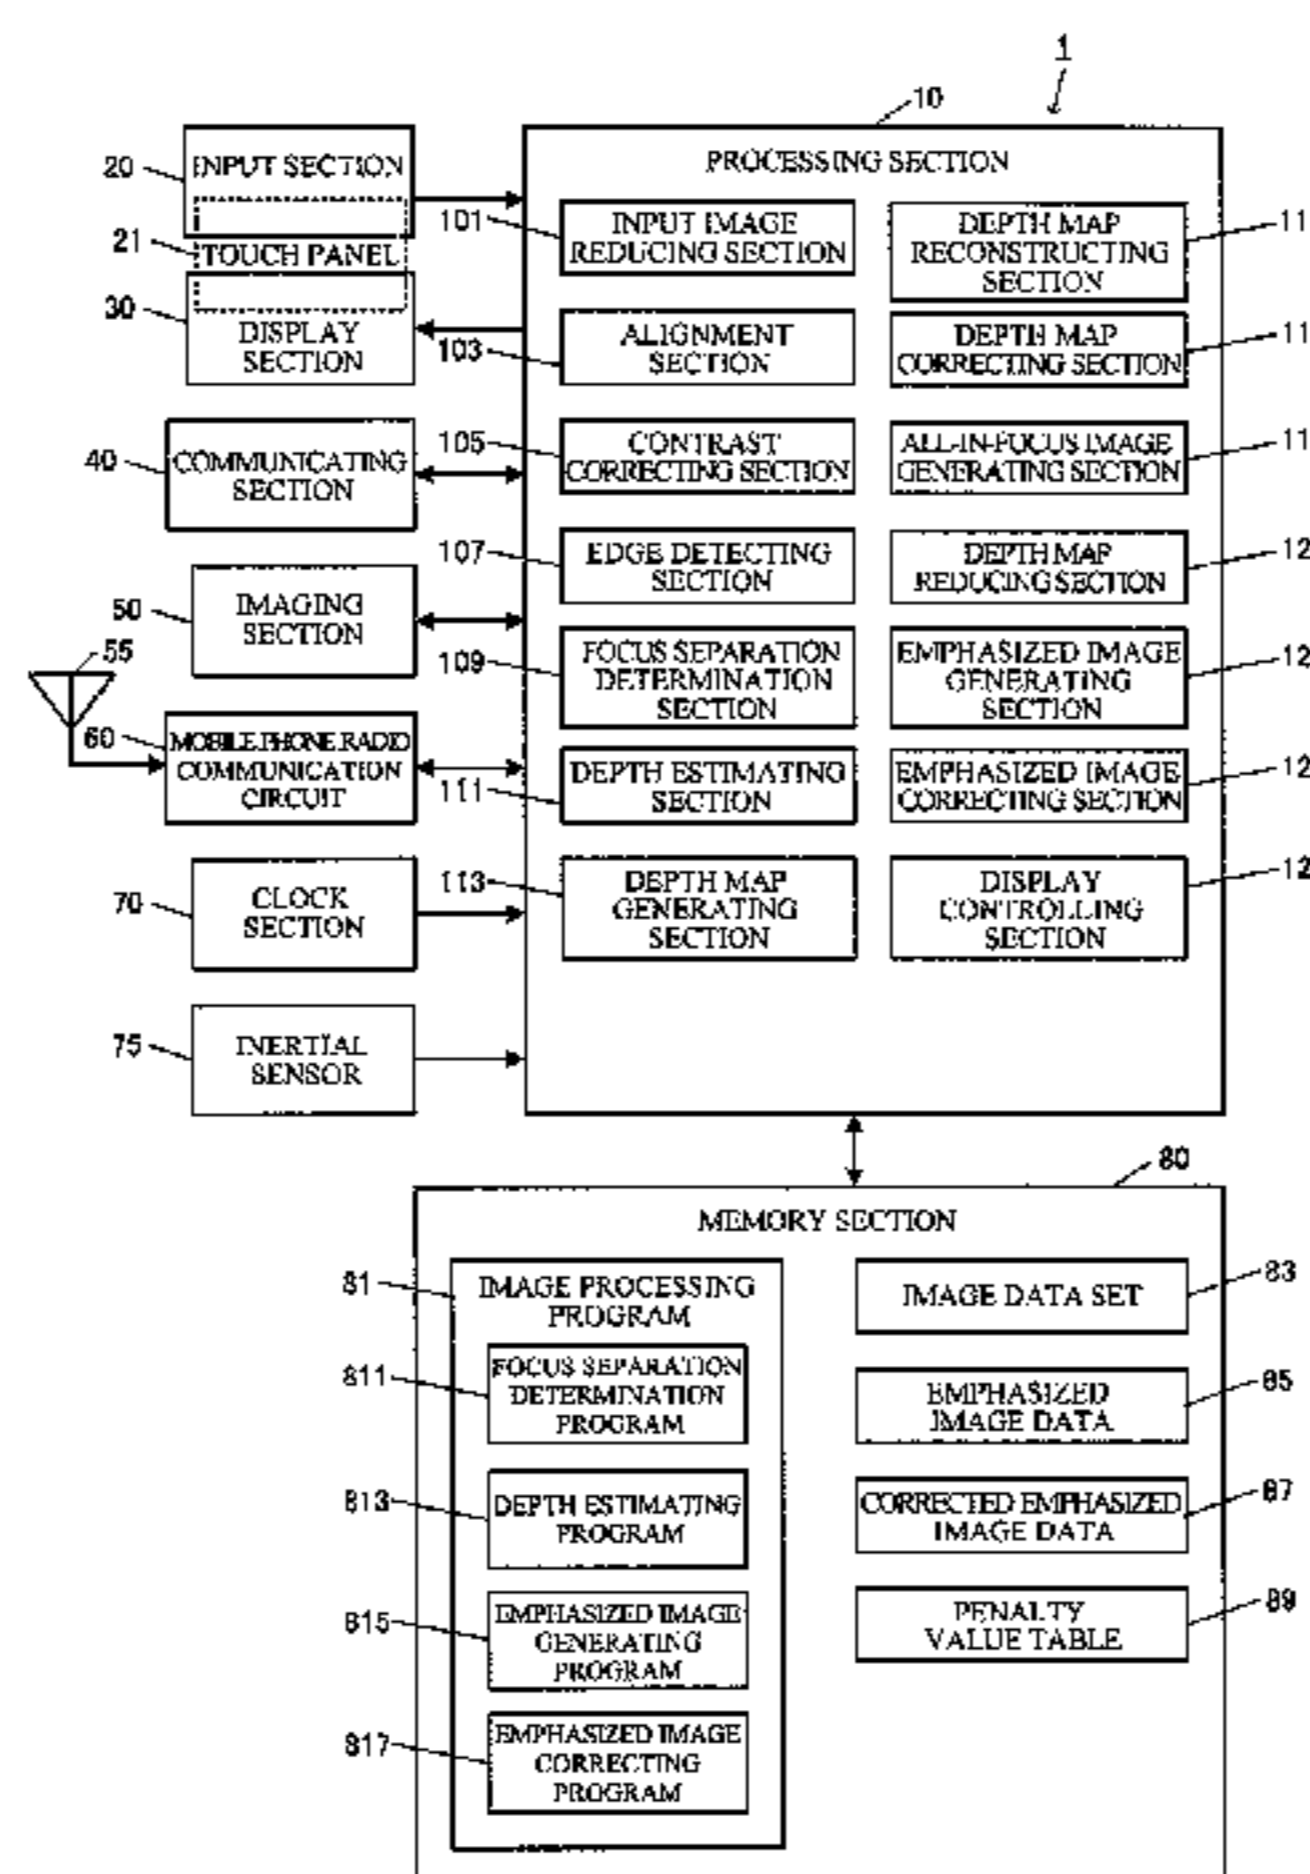 1
10
20
INPUT SECTION
21
TOUCH PANEL
30
DISPLAY
SECTION
40
COMMUNICATING
SECTION
50
IMAGING
SECTION
55
60
MOBILE PHONE RADIO
COMMUNICATION
CIRCUIT
70
CLOCK
SECTION
75
INERTIAL
SENSOR
PROCESSING SECTION
101
INPUT IMAGE
REDUCING SECTION
103
ALIGNMENT
SECTION
105
CONTRAST
CORRECTING SECTION
107
EDGE DETECTING
SECTION
109
FOCUS SEPARATION
DETERMINATION
SECTION
111
DEPTH ESTIMATING
SECTION
113
DEPTH MAP
GENERATING
SECTION
DEPTH MAP
RECONSTRUCTING
SECTION
11
DEPTH MAP
CORRECTING SECTION
11
ALL-IN-FOCUS IMAGE
GENERATING SECTION
11
DEPTH MAP
REDUCING SECTION
12
EMPHASIZED IMAGE
GENERATING
SECTION
12
EMPHASIZED IMAGE
CORRECTING SECTION
12
DISPLAY
CONTROLLING
SECTION
12
80
MEMORY SECTION
81
IMAGE PROCESSING
PROGRAM
811
FOCUS SEPARATION
DETERMINATION
PROGRAM
813
DEPTH ESTIMATING
PROGRAM
815
EMPHASIZED IMAGE
GENERATING
PROGRAM
817
EMPHASIZED IMAGE
CORRECTING
PROGRAM
IMAGE DATA SET
83
EMPHASIZED
IMAGE DATA
85
CORRECTED EMPHASIZED
IMAGE DATA
87
PENALTY
VALUE TABLE
89